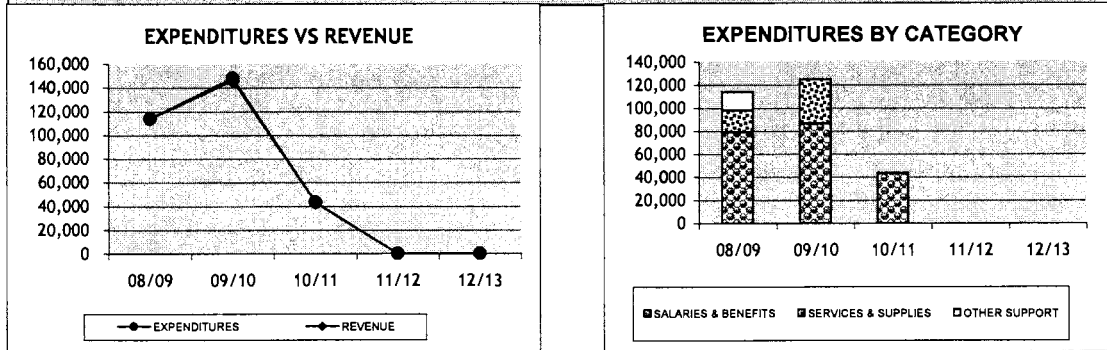 EXPENDITURES VS REVENUE
160,000
140,000
120,000
100,000
80,000
60,000
40,000
20,000
0
08/09 09/10 10/11 11/12 12/13
EXPENDITURES REVENUE
EXPENDITURES BY CATEGORY
140,000
120,000
100,000
80,000
60,000
40,000
20,000
0
08/09 09/10 10/11 11/12 12/13
SALARIES & BENEFITS SERVICES & SUPPLIES OTHER SUPPORT